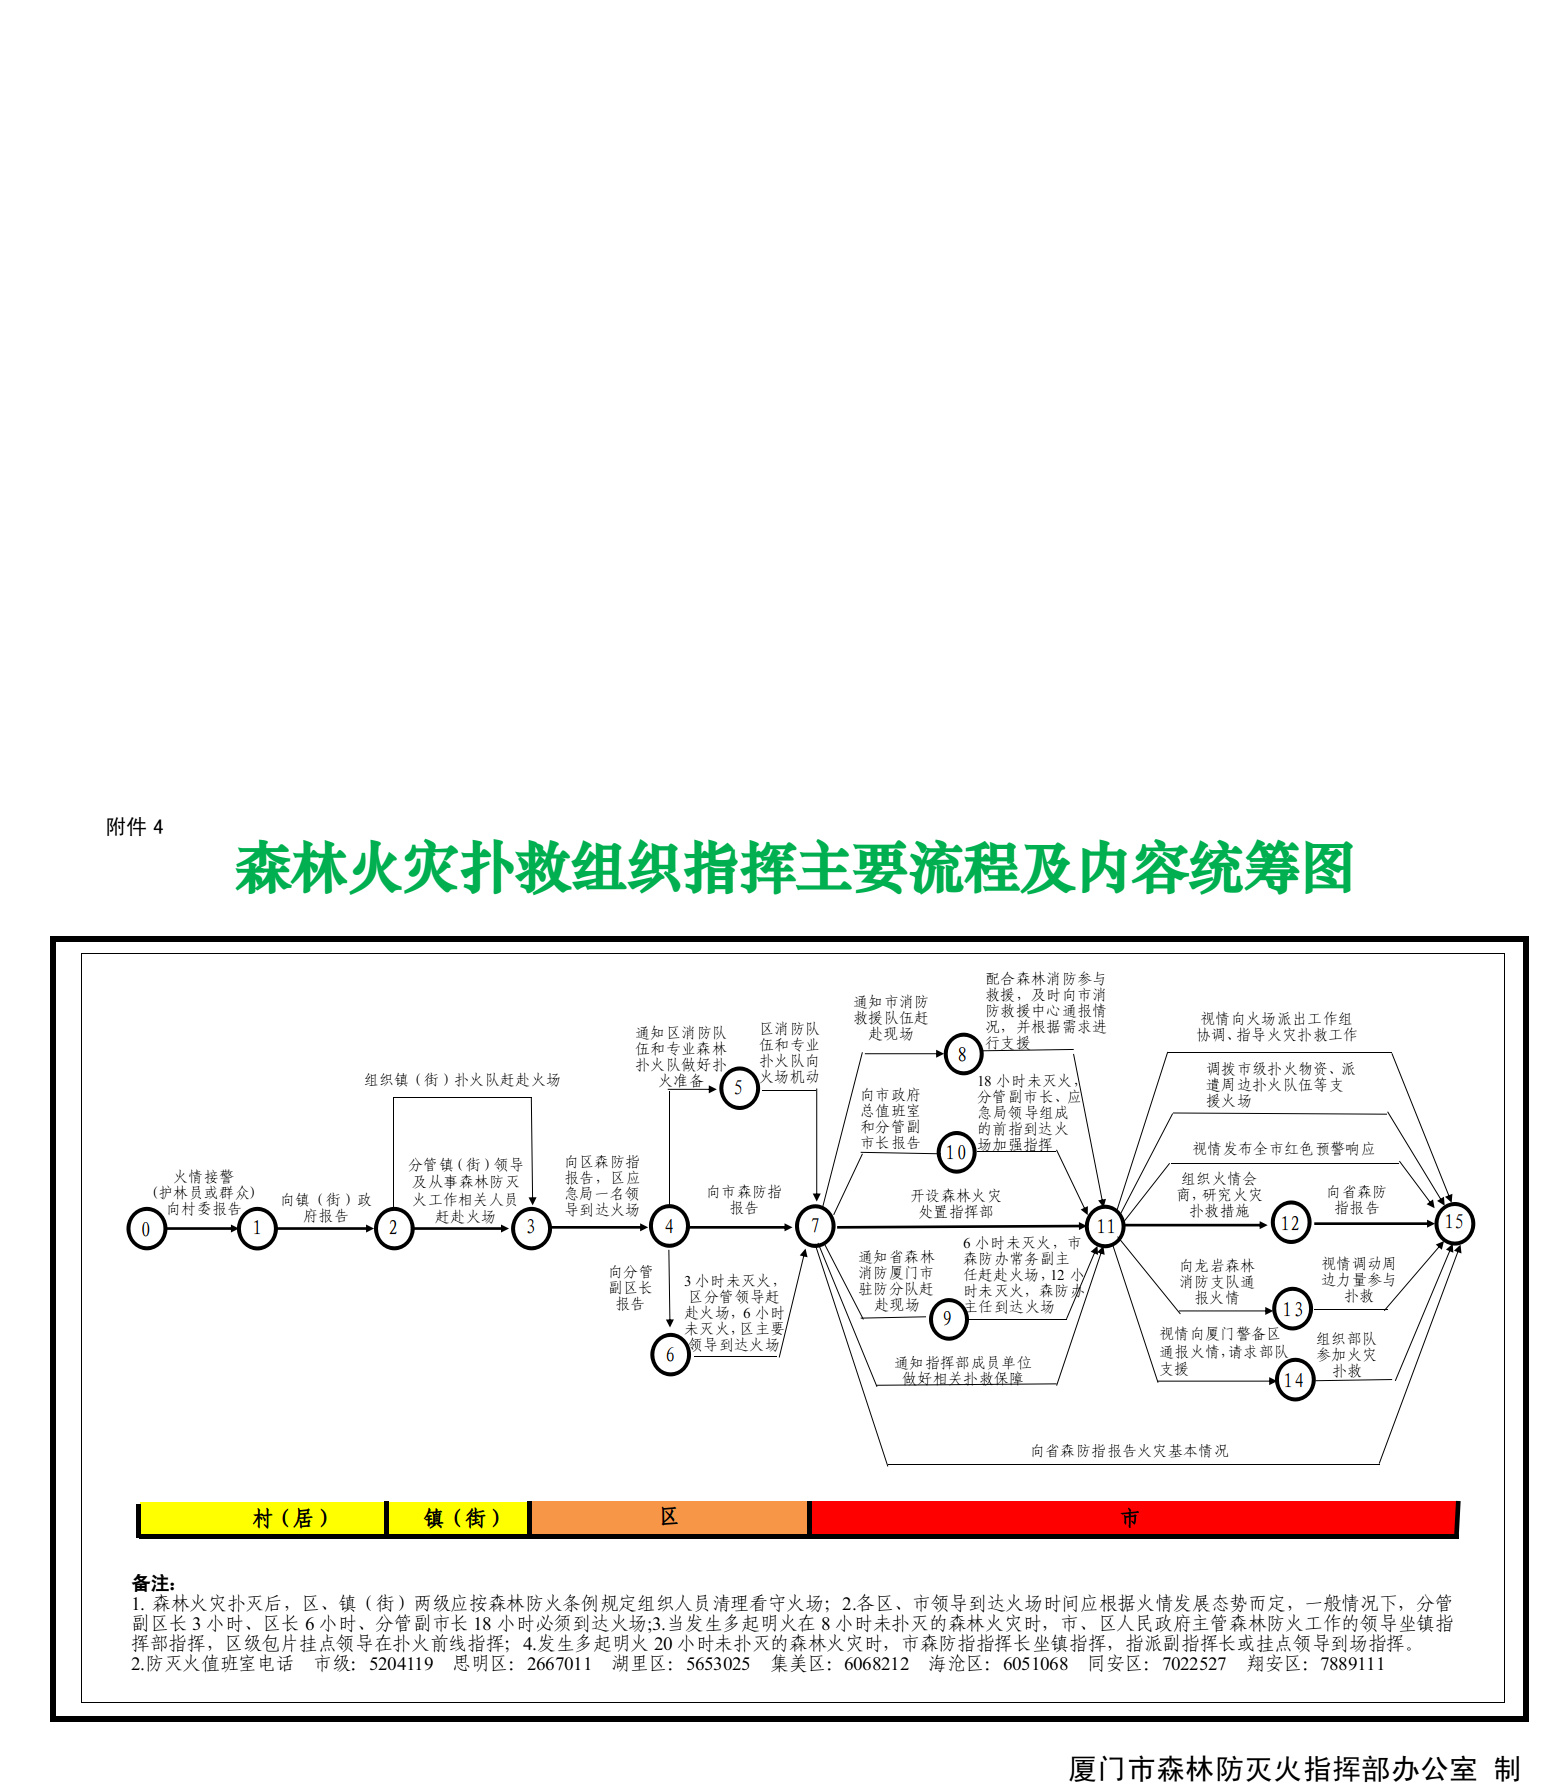 附件 4
森林火灾扑救组织指挥主要流程及内容统筹图
火情接警
(护林员或群众)
向村委报告
向镇（街）政
府报告
组织镇（街）扑火队赶赴火场
分管镇（街）领导
及从事森林防灭
火工作相关人员
赶赴火场
向区森防指
报告，区应
急局一名领
导到达火场
通知区消防队
伍和专业森林
扑火队做好扑
火准备
区消防队
伍和专业
扑火队向
火场机动
向市森防指
报告
向分管
副区长
报告
3 小时未灭火，
区分管领导赶
赴火场，6 小时
未灭火，区主要
领导到达火场
通知市消防
救援队伍赶
赴现场
配合森林消防参与
救援，及时向市消
防救援中心通报情
况，并根据需求进
行支援
向市政府
总值班室
和分管副
市长报告
18 小时未灭火，
分管副市长、应
急局领导组成
的前指到达火
场加强指挥
开设森林火灾
处置指挥部
通知省森林
消防厦门市
驻防分队赶
赴现场
6 小时未灭火，市
森防办常务副主
任赶赴火场，12 小
时未灭火，森防办
主任到达火场
通知指挥部成员单位
做好相关扑救保障
向省森防指报告火灾基本情况
视情向火场派出工作组
协调、指导火灾扑救工作
调拨市级扑火物资、派
遣周边扑火队伍等支
援火场
视情发布全市红色预警响应
组织火情会
商，研究火灾
扑救措施
向省森防
指报告
向龙岩森林
消防支队通
报火情
视情调动周
边力量参与
扑救
视情向厦门警备区
通报火情，请求部队
支援
组织部队
参加火灾
扑救
0
1
2
3
4
5
6
7
8
9
10
11
12
13
14
15
村（居）
镇（街）
区
市
备注：
1. 森林火灾扑灭后，区、镇（街）两级应按森林防火条例规定组织人员清理看守火场；2.各区、市领导到达火场时间应根据火情发展态势而定，一般情况下，分管
副区长 3 小时、区长 6 小时、分管副市长 18 小时必须到达火场;3.当发生多起明火在 8 小时未扑灭的森林火灾时，市、区人民政府主管森林防火工作的领导坐镇指
挥部指挥，区级包片挂点领导在扑火前线指挥；4.发生多起明火 20 小时未扑灭的森林火灾时，市森防指指挥长坐镇指挥，指派副指挥长或挂点领导到场指挥。
2.防灭火值班室电话 市级：5204119 思明区：2667011 湖里区：5653025 集美区：6068212 海沧区：6051068 同安区：7022527 翔安区：7889111
厦门市森林防灭火指挥部办公室 制